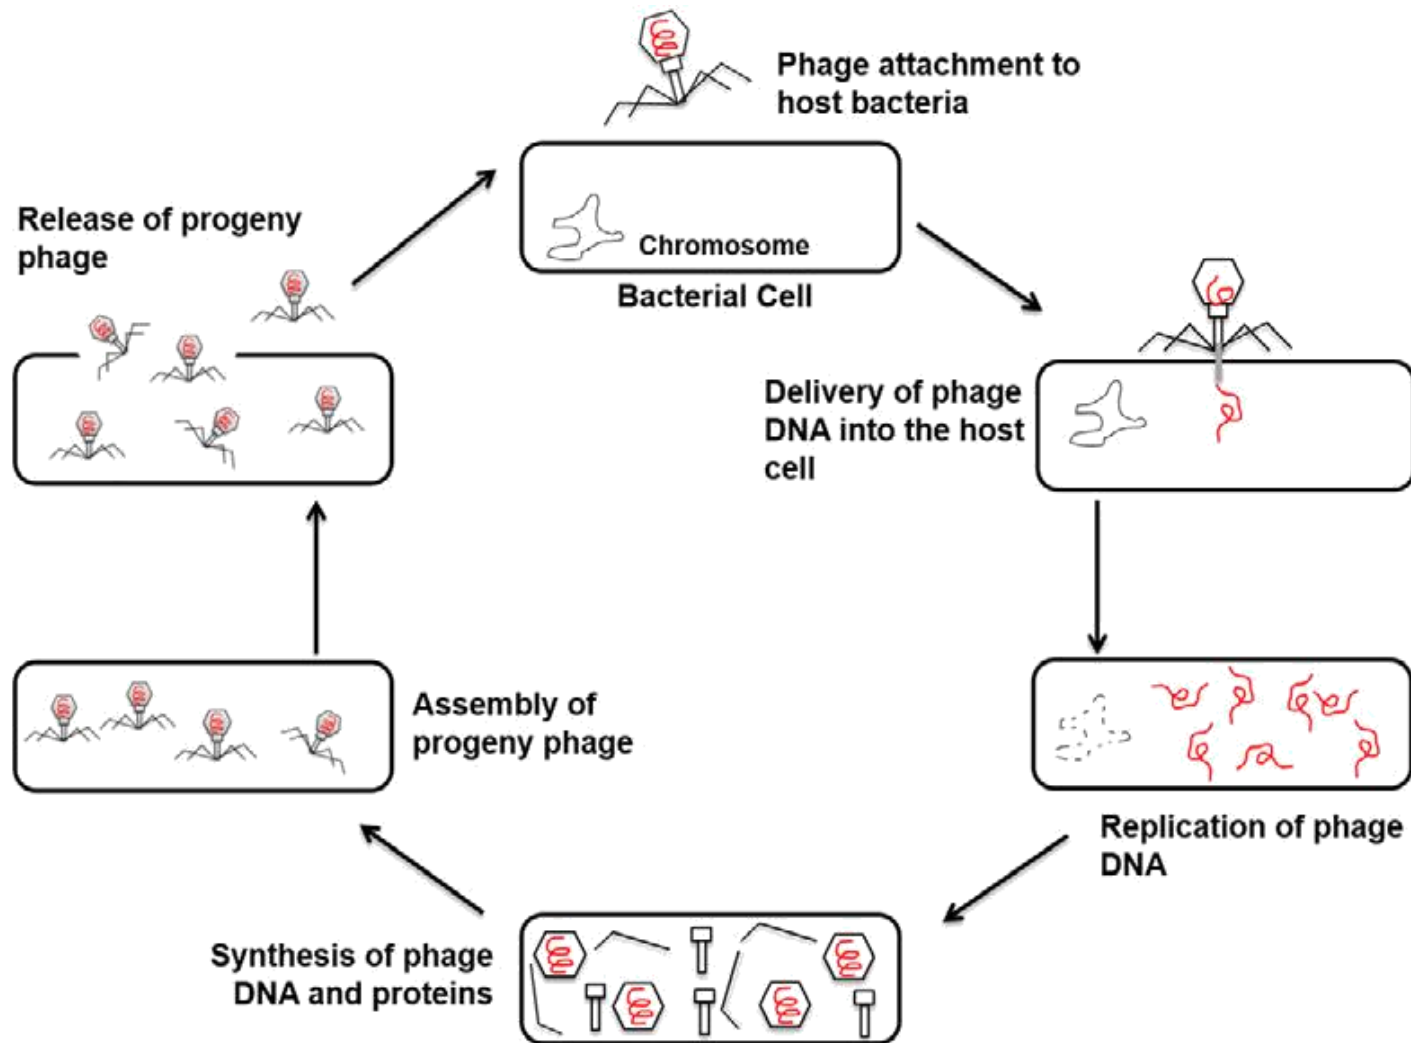 Phage attachment to
host bacteria
Chromosome
Bacterial Cell
Delivery of phage
DNA into the host
cell
Replication of phage
DNA
Synthesis of phage
DNA and proteins
Assembly of
progeny phage
Release of progeny
phage